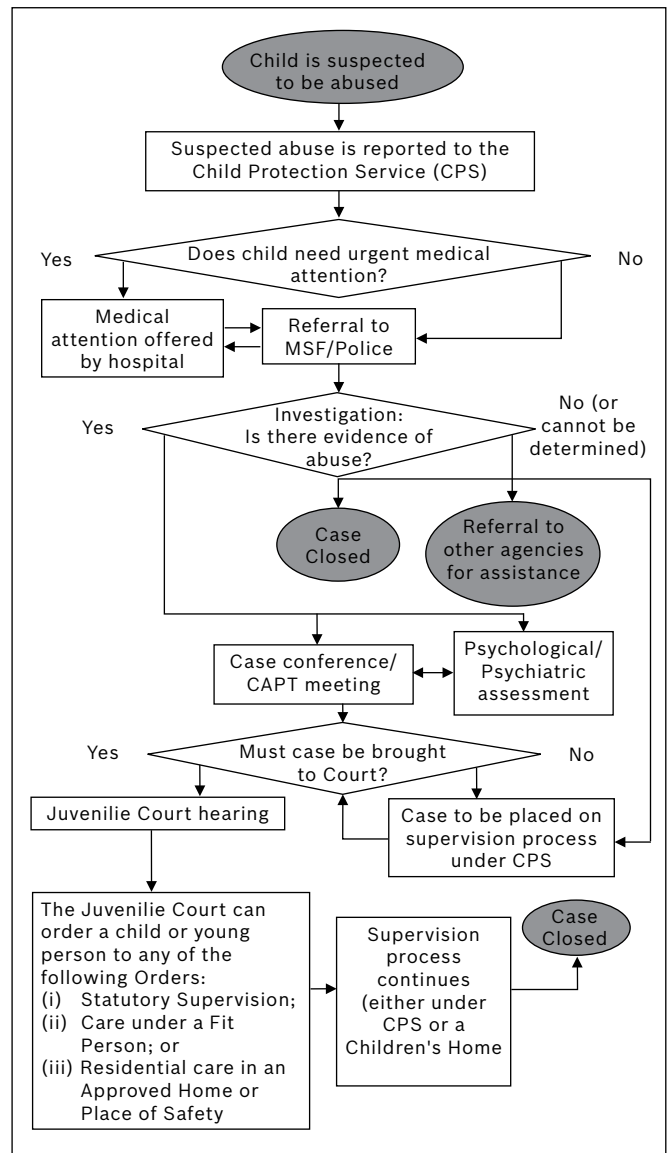 Child is suspected
to be abused
Suspected abuse is reported to the
Child Protection Service (CPS)
Yes
Does child need urgent medical
attention?
No
Medical
attention offered
by hospital
Referral to
MSF/Police
Yes
Investigation:
Is there evidence of
abuse?
No (or
cannot be
determined)
Case
Closed
Referral to
other agencies
for assistance
Case conference/
CAPT meeting
Psychological/
Psychiatric
assessment
Yes
Must case be brought
to Court?
No
Juvenilie Court hearing
Case to be placed on
supervision process
under CPS
The Juvenilie Court can
order a child or young
person to any of the
following Orders:
(i) Statutory Supervision;
(ii) Care under a Fit
Person; or
(iii) Residential care in an
Approved Home or
Place of Safety
Supervision
process
continues
(either under
CPS or a
Children's Home
Case
Closed